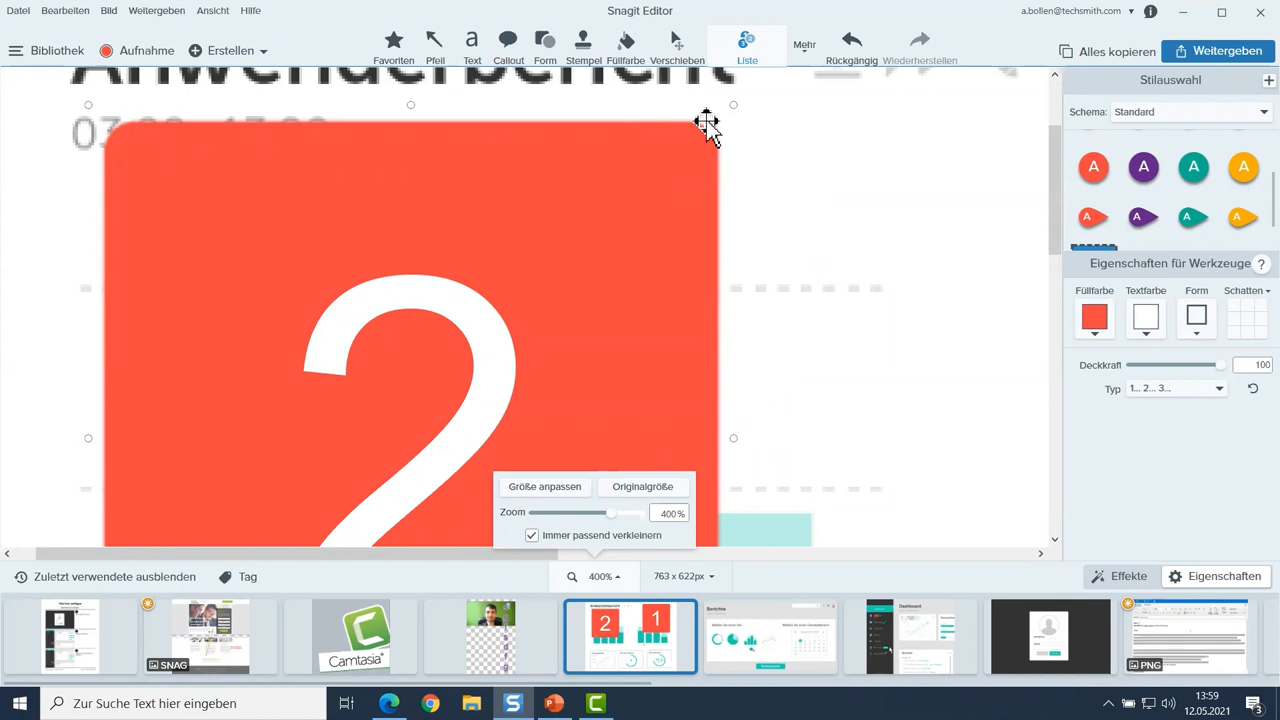 Datei Bearbeiten Bild Weitergeben Ansicht Hilfe
Snagit Editor
a.bollen@techsmith.com
Bibliothek
Aufnahme
Erstellen
Favoriten
Pfeil
Text
Callout
Form
Stempel
Füllfarbe
Verschieben
Liste
Mehr
Rückgängig
Wiederherstellen
Alles kopieren
Weitergeben
Anwenderbericht
2
Stilauswahl
Schema: Standard
A A A A
A A A A
Eigenschaften für Werkzeuge ?
Füllfarbe Textfarbe Form Schatten
Deckkraft 100
Typ 1... 2... 3...
Größe anpassen Originalgröße
Zoom 400%
Immer passend verkleinern
Zuletzt verwendete ausblenden
Tag
400%
763 x 622px
Effekte
Eigenschaften
SNAG
Camtasia
2 1
Berichte
Dashboard
PNG
Zur Suche Text hier eingeben
13:59
12.05.2021
3